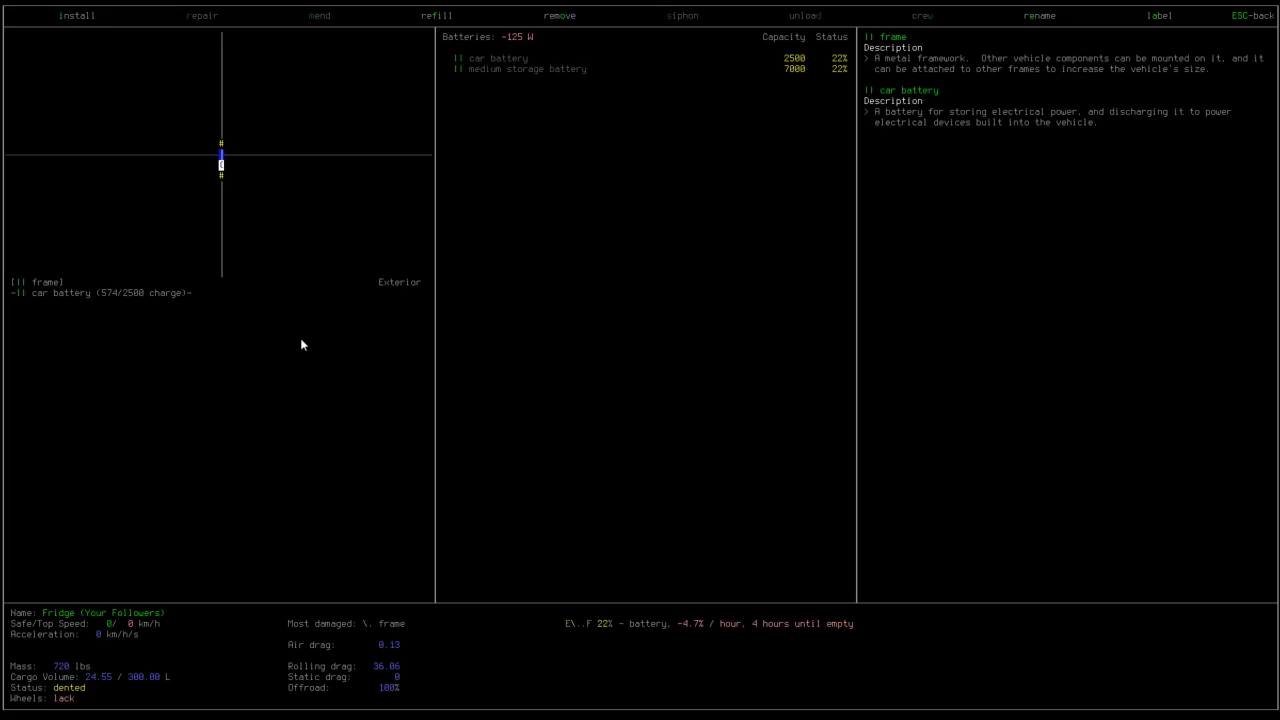 install repair mend refill remove siphon unload crew rename label ESC-back
Batteries: -125 W Capacity Status
|| car battery 2500 22%
|| medium storage battery 7000 22%
|| frame
Description
> A metal framework. Other vehicle components can be mounted on it, and it
can be attached to other frames to increase the vehicle's size.
|| car battery
Description
> A battery for storing electrical power, and discharging it to power
electrical devices built into the vehicle.
#
#
[|| frame] Exterior
-|| car battery (574/2500 charge)-
Name: Fridge (Your Followers)
Safe/Top Speed: 0/ 0 km/h
Acceleration: 0 km/h/s
Mass: 720 lbs
Cargo Volume: 24.55 / 300.00 L
Status: dented
Wheels: lack
Most damaged: \. frame
Air drag: 0.13
Rolling drag: 36.06
Static drag: 0
Offroad: 100%
E\..F 22% - battery, -4.7% / hour, 4 hours until empty